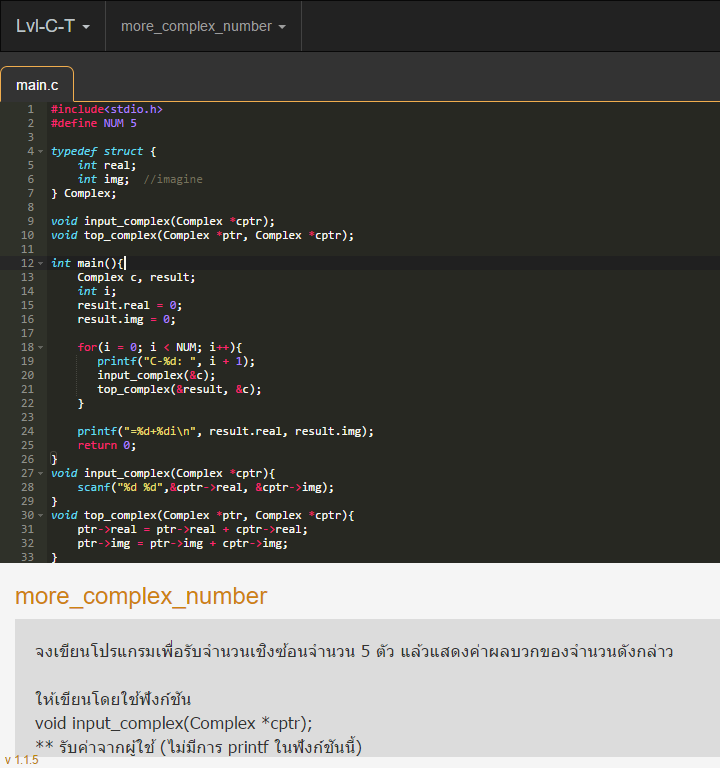 Lvl-C-T
more_complex_number
main.c
1 #include<stdio.h>
2 #define NUM 5
3
4 typedef struct {
5 int real;
6 int img; //imagine
7 } Complex;
8
9 void input_complex(Complex *cptr);
10 void top_complex(Complex *ptr, Complex *cptr);
11
12 int main(){
13 Complex c, result;
14 int i;
15 result.real = 0;
16 result.img = 0;
17
18 for(i = 0; i < NUM; i++){
19 printf("C-%d: ", i + 1);
20 input_complex(&c);
21 top_complex(&result, &c);
22 }
23
24 printf("=%d+%di\n", result.real, result.img);
25 return 0;
26 }
27 void input_complex(Complex *cptr){
28 scanf("%d %d",&cptr->real, &cptr->img);
29 }
30 void top_complex(Complex *ptr, Complex *cptr){
31 ptr->real = ptr->real + cptr->real;
32 ptr->img = ptr->img + cptr->img;
33 }
more_complex_number
จงเขียนโปรแกรมเพื่อรับจำนวนเชิงซ้อนจำนวน 5 ตัว แล้วแสดงค่าผลบวกของจำนวนดังกล่าว
ให้เขียนโดยใช้ฟังก์ชัน
void input_complex(Complex *cptr);
** รับค่าจากผู้ใช้ (ไม่มีการ printf ในฟังก์ชันนี้)
v 1.1.5